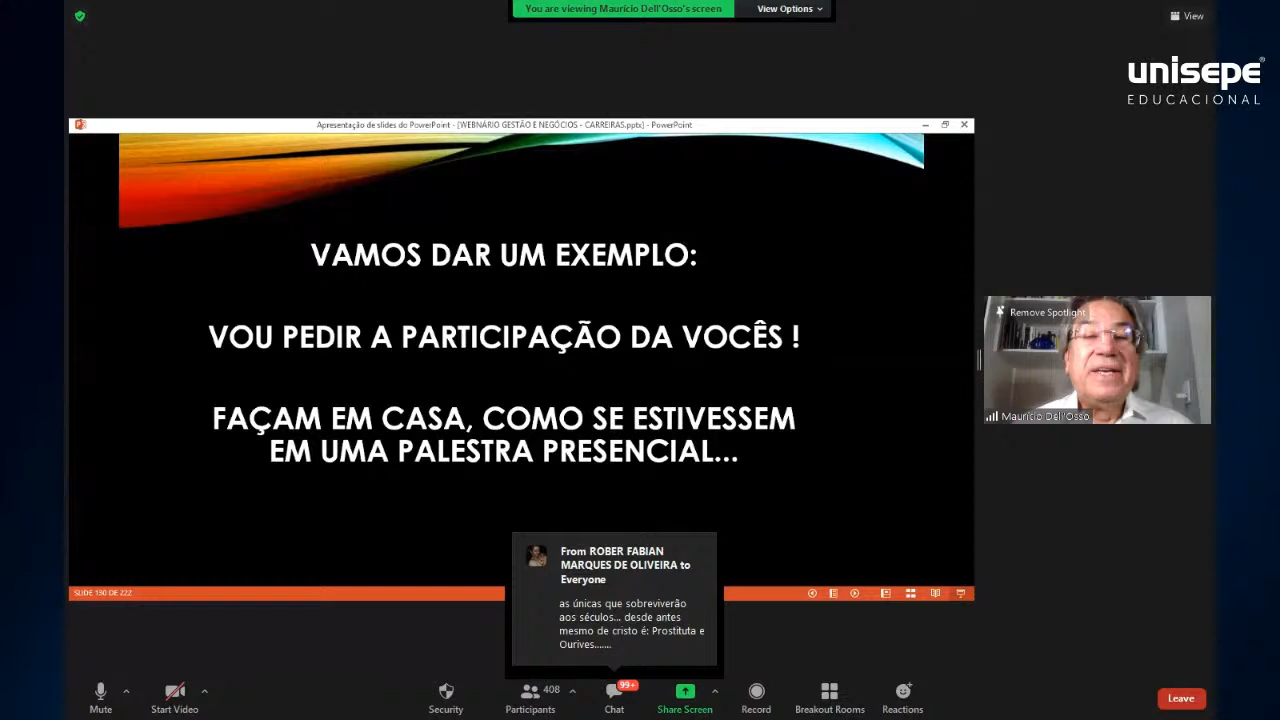 You are viewing Maurício Dell'Osso's screen
View Options
View
unisepe
EDUCACIONAL
Apresentação de slides do PowerPoint - [WEBNÁRIO GESTÃO E NEGÓCIOS - CARREIRAS.pptx] - PowerPoint
VAMOS DAR UM EXEMPLO:
VOU PEDIR A PARTICIPAÇÃO DA VOCÊS !
FAÇAM EM CASA, COMO SE ESTIVESSEM
EM UMA PALESTRA PRESENCIAL...
Remove Spotlight
Maurício Dell'Osso
From ROBER FABIAN
MARQUES DE OLIVEIRA to
Everyone
as únicas que sobreviverão
aos séculos... desde antes
mesmo de cristo é: Prostituta e
Ourives.......
SLIDE 190 DE 222
Mute
Start Video
Security
Participants
408
Chat
99+
Share Screen
Record
Breakout Rooms
Reactions
Leave